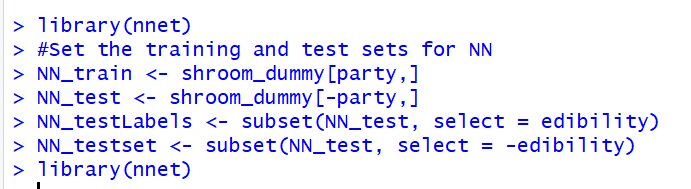 > library(nnet)
> #Set the training and test sets for NN
> NN_train <- shroom_dummy[party,]
> NN_test <- shroom_dummy[-party,]
> NN_testLabels <- subset(NN_test, select = edibility)
> NN_testset <- subset(NN_test, select = -edibility)
> library(nnet)